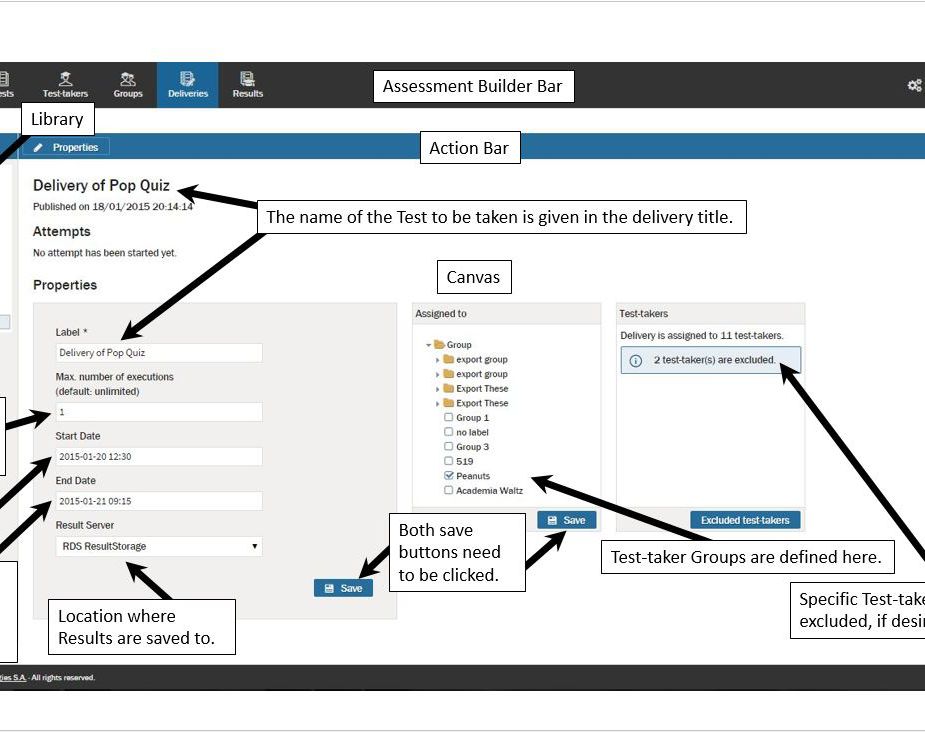 Test-takers
Groups
Deliveries
Results
Assessment Builder Bar
Library
Properties
Action Bar
Delivery of Pop Quiz
Published on 18/01/2015 20:14:14
The name of the Test to be taken is given in the delivery title.
Attempts
No attempt has been started yet.
Canvas
Properties
Label *
Delivery of Pop Quiz
Max. number of executions
(default: unlimited)
1
Start Date
2015-01-20 12:30
End Date
2015-01-21 09:15
Result Server
RDS ResultStorage
Save
Assigned to
Group
export group
export group
Export These
Export These
Group 1
no label
Group 3
519
Peanuts
Academia Waltz
Save
Test-takers
Delivery is assigned to 11 test-takers.
2 test-taker(s) are excluded.
Excluded test-takers
Both save
buttons need
to be clicked.
Test-taker Groups are defined here.
Location where
Results are saved to.
Specific Test-take
excluded, if desi
S.A. - All rights reserved.